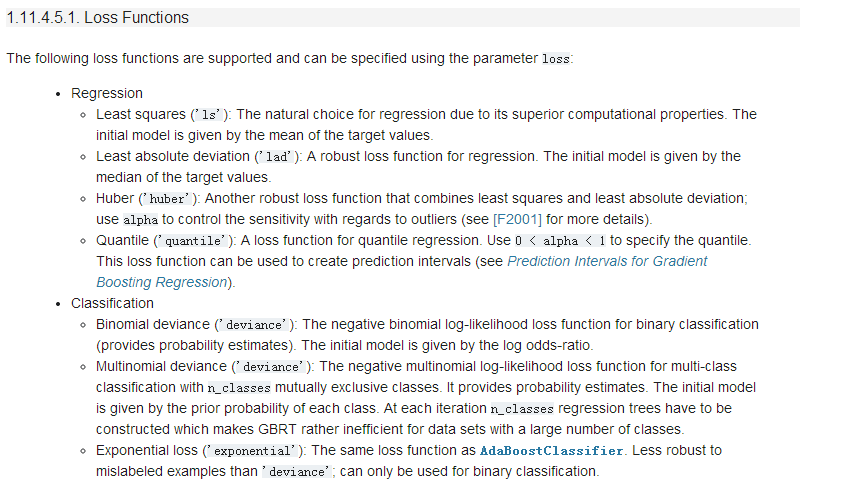 1.11.4.5.1. Loss Functions
The following loss functions are supported and can be specified using the parameter loss:
• Regression
◦ Least squares ('ls'): The natural choice for regression due to its superior computational properties. The
initial model is given by the mean of the target values.
◦ Least absolute deviation ('lad'): A robust loss function for regression. The initial model is given by the
median of the target values.
◦ Huber ('huber'): Another robust loss function that combines least squares and least absolute deviation;
use alpha to control the sensitivity with regards to outliers (see [F2001] for more details).
◦ Quantile ('quantile'): A loss function for quantile regression. Use 0 < alpha < 1 to specify the quantile.
This loss function can be used to create prediction intervals (see Prediction Intervals for Gradient
Boosting Regression).
• Classification
◦ Binomial deviance ('deviance'): The negative binomial log-likelihood loss function for binary classification
(provides probability estimates). The initial model is given by the log odds-ratio.
◦ Multinomial deviance ('deviance'): The negative multinomial log-likelihood loss function for multi-class
classification with n_classes mutually exclusive classes. It provides probability estimates. The initial model
is given by the prior probability of each class. At each iteration n_classes regression trees have to be
constructed which makes GBRT rather inefficient for data sets with a large number of classes.
◦ Exponential loss ('exponential'): The same loss function as AdaBoostClassifier. Less robust to
mislabeled examples than 'deviance'; can only be used for binary classification.